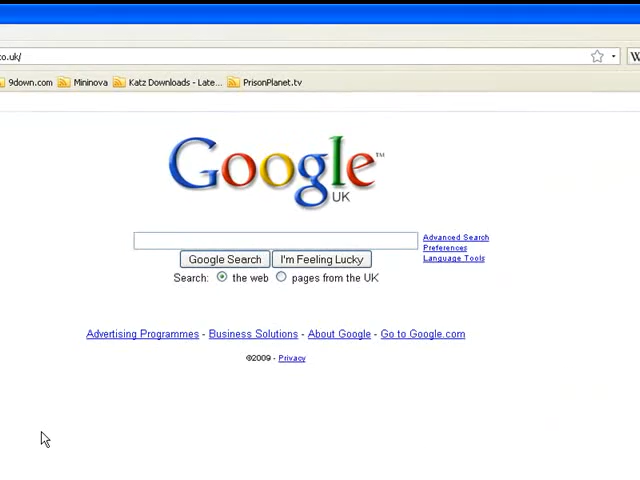 co.uk/
W
9down.com Mininova Katz Downloads - Late... PrisonPlanet.tv
Google™
UK
Advanced Search
Preferences
Language Tools
Google Search I'm Feeling Lucky
Search: the web pages from the UK
Advertising Programmes - Business Solutions - About Google - Go to Google.com
©2009 - Privacy